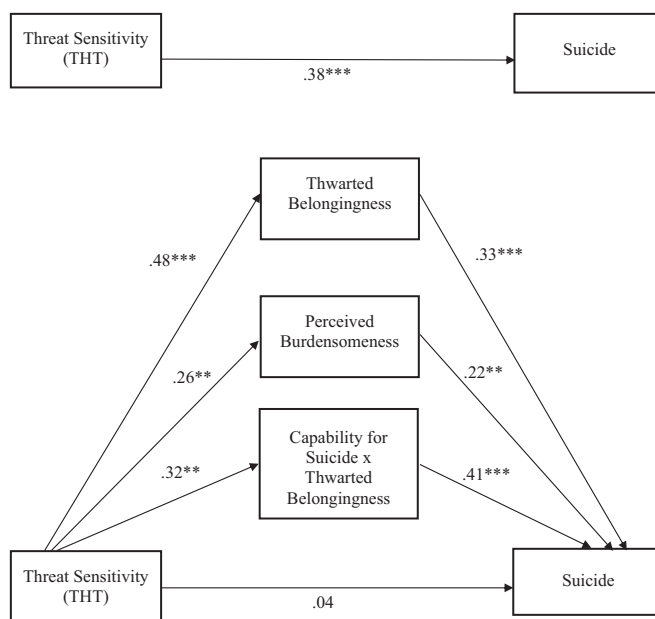 Threat Sensitivity
(THT)
Suicide
.38***
Thwarted
Belongingness
.48***
.33***
Perceived
Burdensomeness
.26**
.22**
Capability for
Suicide x
Thwarted
Belongingness
.32**
.41***
Threat Sensitivity
(THT)
Suicide
.04